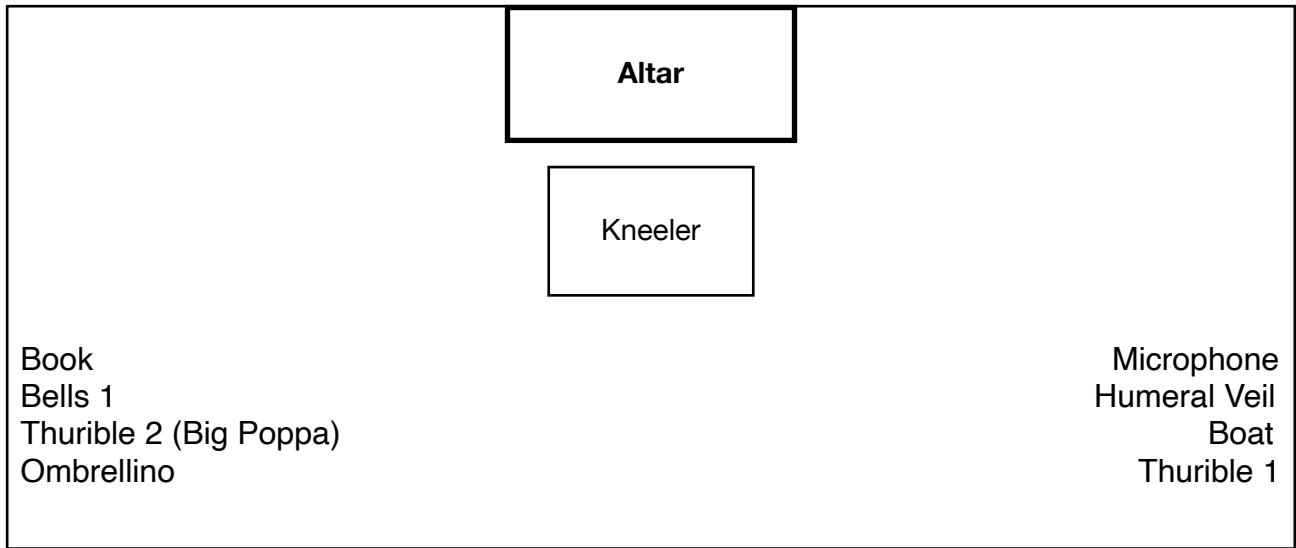 Altar
Kneeler
Book
Bells 1
Thurible 2 (Big Poppa)
Ombrellino
Microphone
Humeral Veil
Boat
Thurible 1